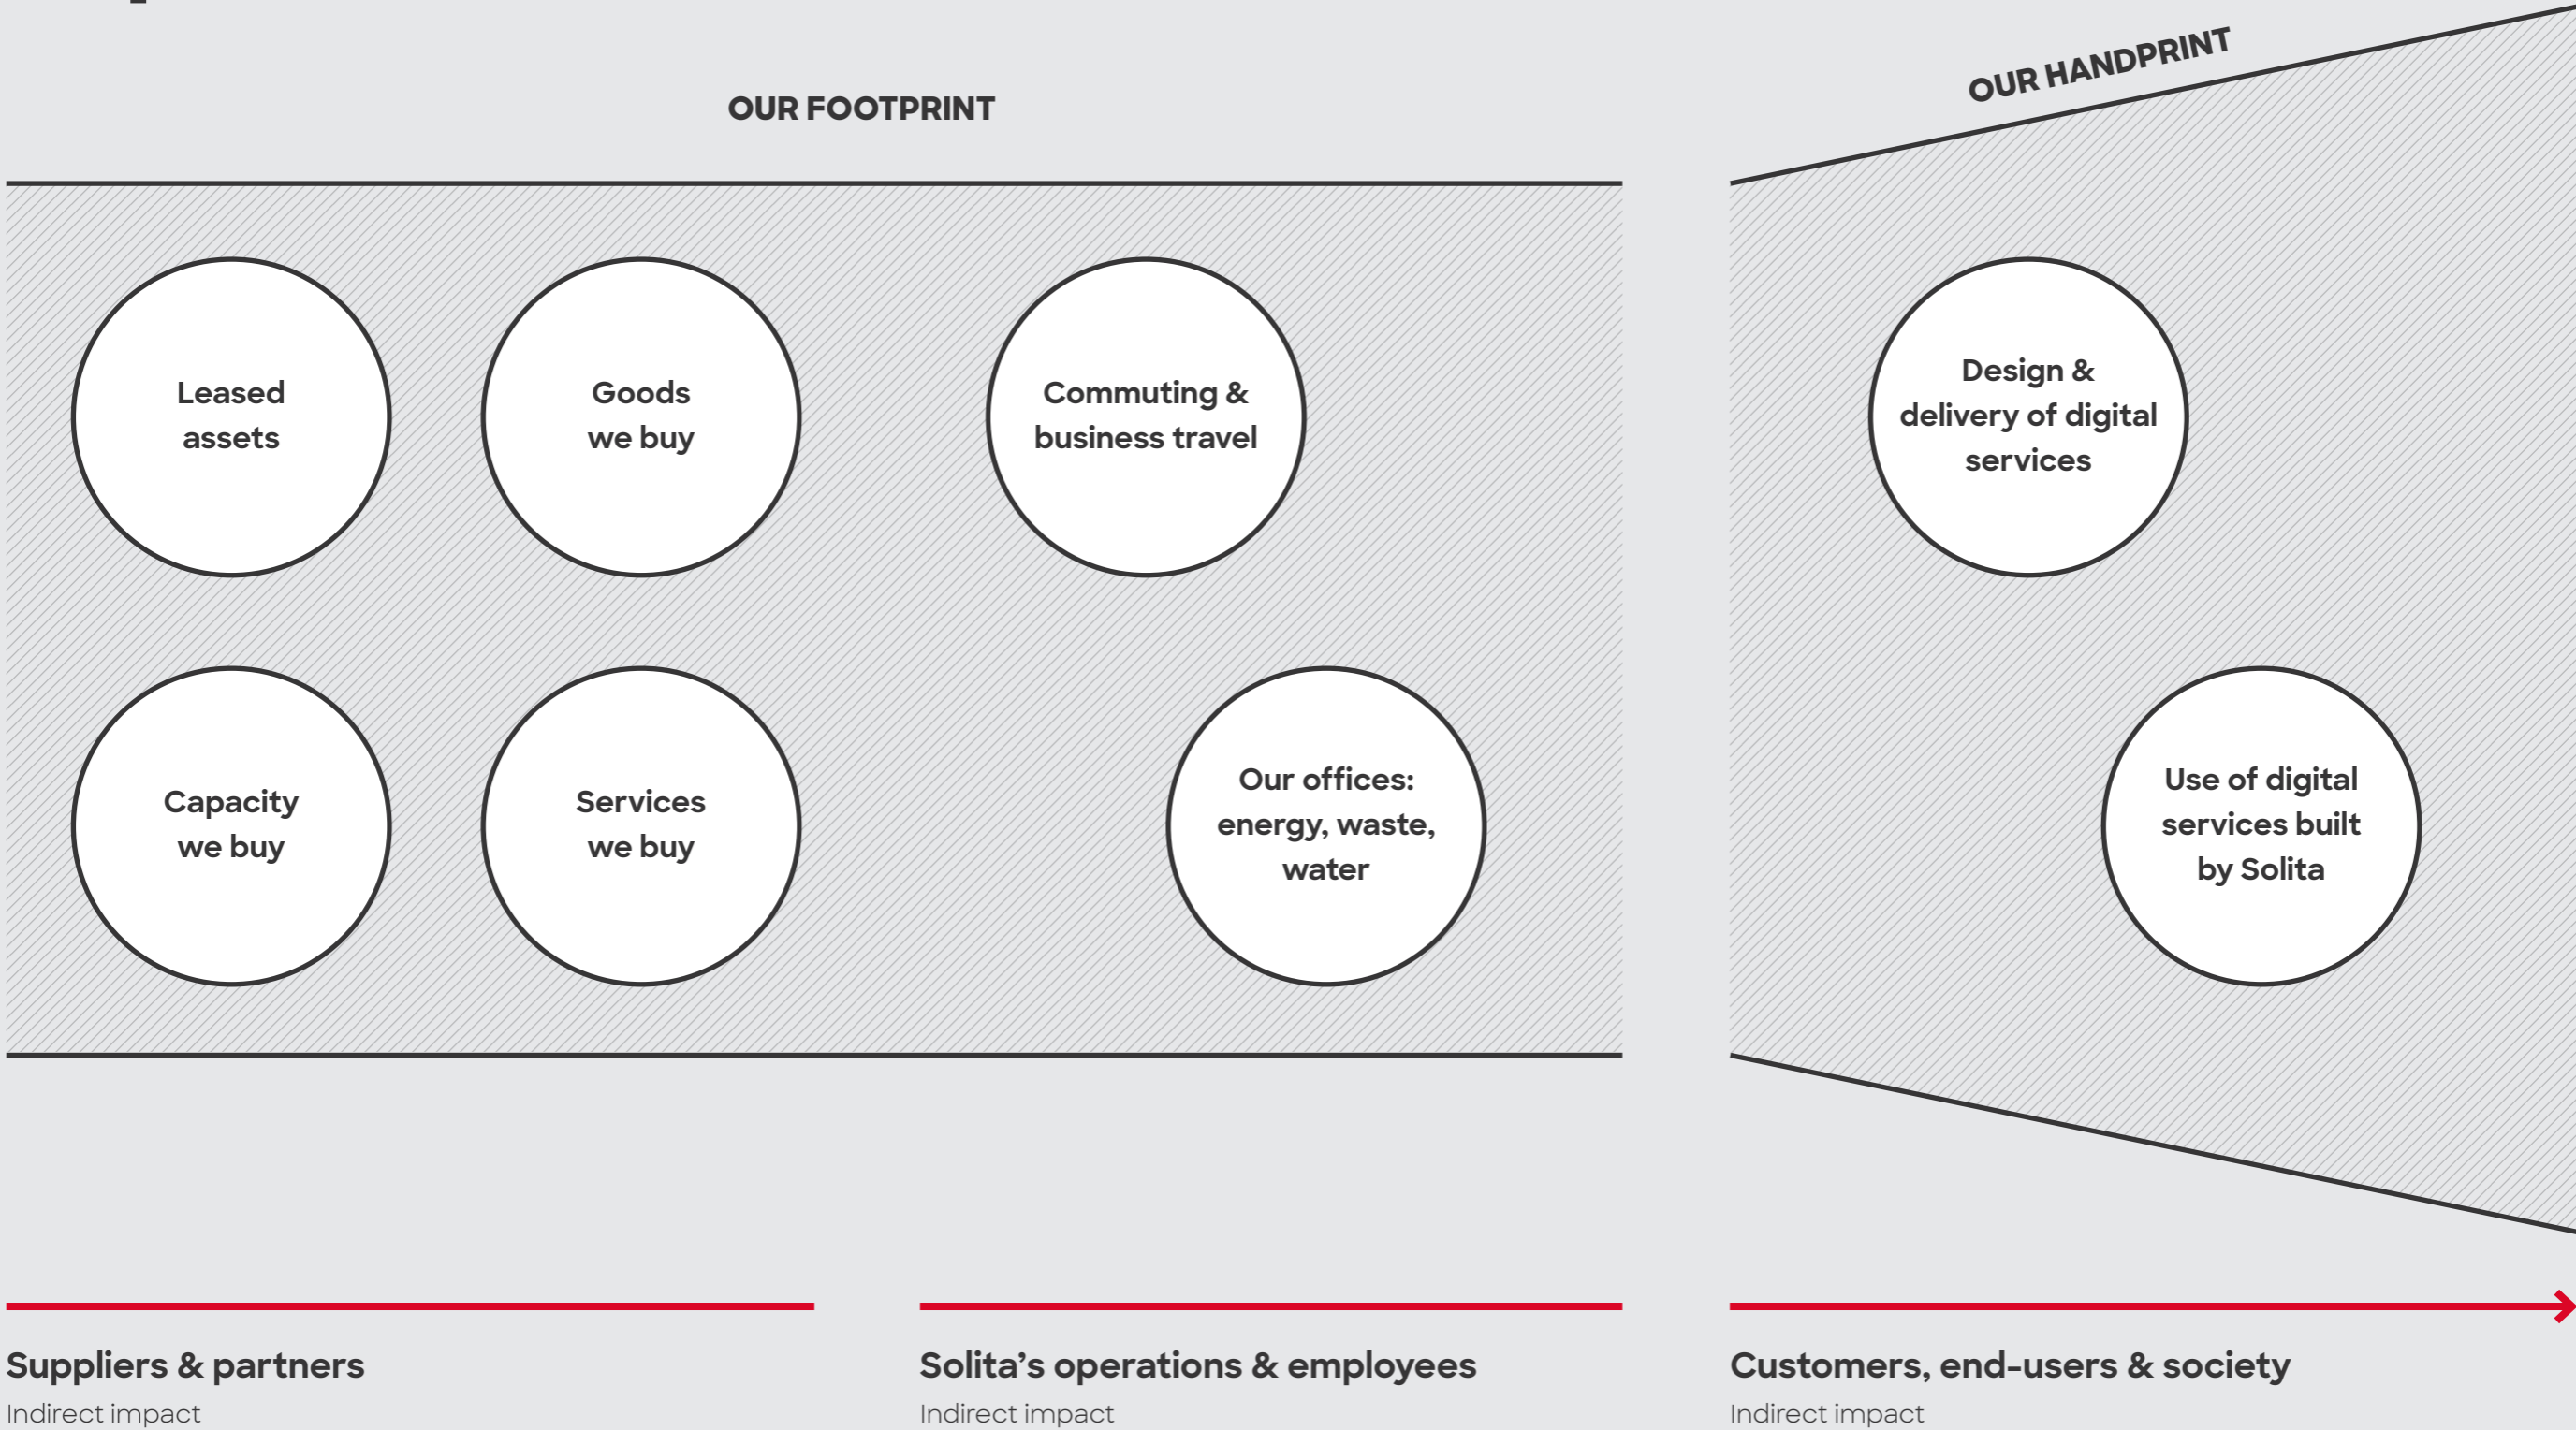 OUR FOOTPRINT
OUR HANDPRINT
Leased
assets
Goods
we buy
Commuting &
business travel
Design &
delivery of digital
services
Capacity
we buy
Services
we buy
Our offices:
energy, waste,
water
Use of digital
services built
by Solita
Suppliers & partners
Indirect impact
Solita’s operations & employees
Indirect impact
Customers, end-users & society
Indirect impact